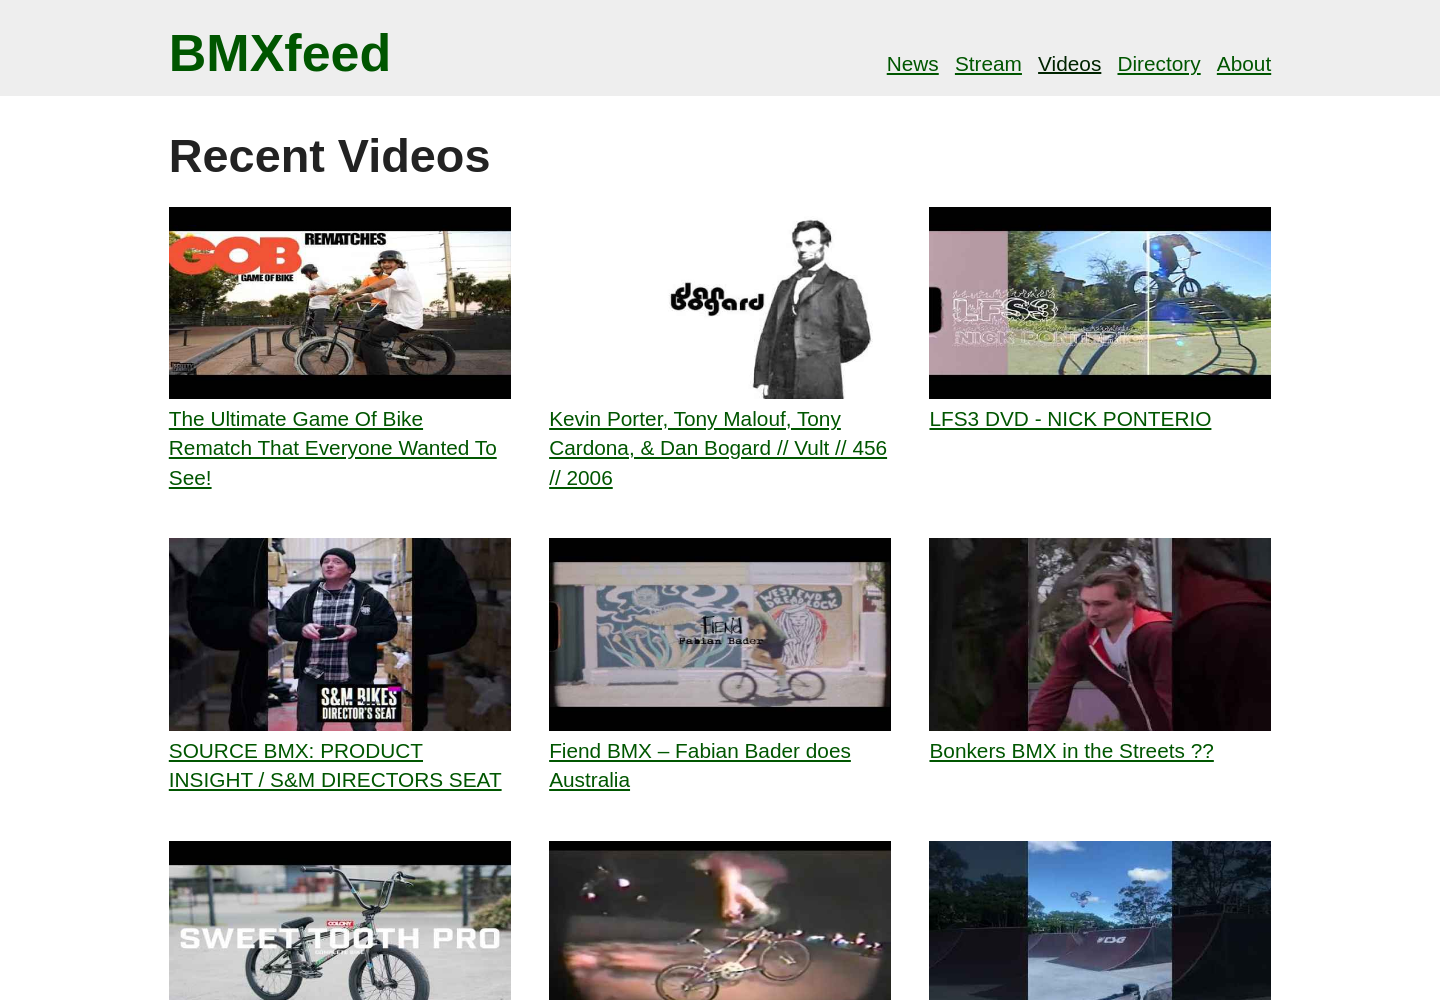 BMXfeed
News Stream Videos Directory About
Recent Videos
GOB REMATCHES
GAME OF BIKE
dan
bogard
LFS3
NICK PONTERIO
The Ultimate Game Of Bike
Rematch That Everyone Wanted To
See!
Kevin Porter, Tony Malouf, Tony
Cardona, & Dan Bogard // Vult // 456
// 2006
LFS3 DVD - NICK PONTERIO
S&M BIKES
DIRECTOR'S SEAT
WEST END
DEADLOCK
FIEND
Fabian Bader
SOURCE BMX: PRODUCT
INSIGHT / S&M DIRECTORS SEAT
Fiend BMX – Fabian Bader does
Australia
Bonkers BMX in the Streets ??
COLONY
SWEET TOOTH PRO